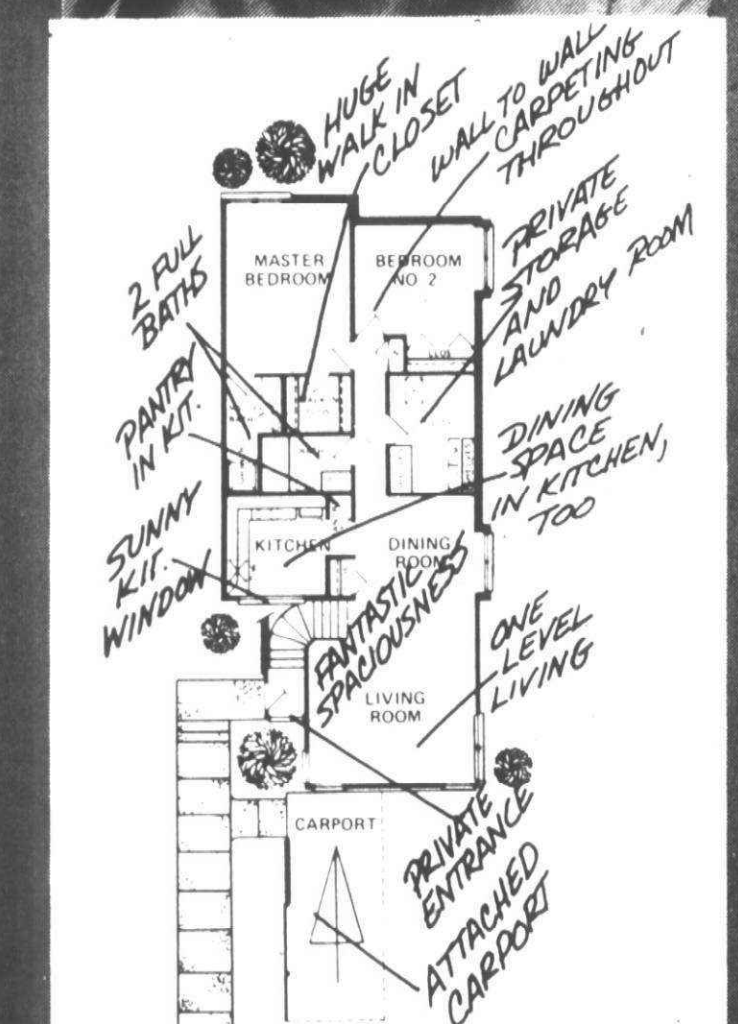 HUGE
WALK IN
CLOSET
WALL TO WALL
CARPETING
THROUGHOUT
2 FULL
BATHS
MASTER
BEDROOM
BEDROOM
NO 2
PRIVATE
STORAGE
AND
LAUNDRY ROOM
CLOS
PANTRY
IN KIT.
DINING
SPACE
IN KITCHEN,
TOO
SUNNY
KIT.
WINDOW
KITCHEN
DINING
ROOM
FANTASTIC
SPACIOUSNESS
ONE
LEVEL
LIVING
LIVING
ROOM
PRIVATE
ENTRANCE
CARPORT
ATTACHED
CARPORT